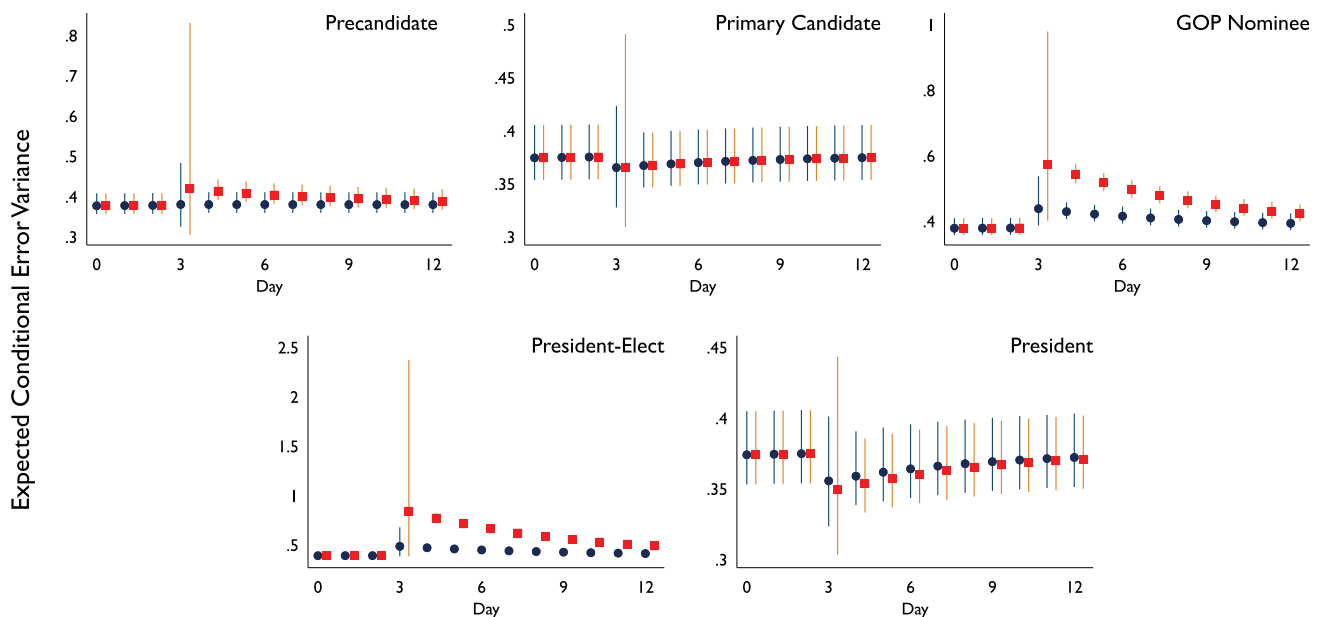 Expected Conditional Error Variance
Precandidate
.8
.7
.6
.5
.4
.3
0 3 6 9 12
Day
Primary Candidate
.5
.45
.4
.35
.3
0 3 6 9 12
Day
GOP Nominee
1
.8
.6
.4
0 3 6 9 12
Day
President-Elect
2.5
2
1.5
1
.5
0 3 6 9 12
Day
President
.45
.4
.35
.3
0 3 6 9 12
Day